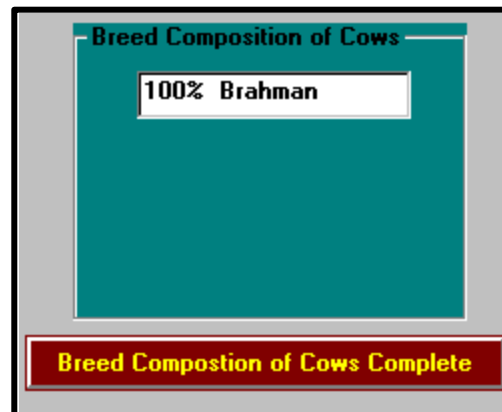 Breed Composition of Cows
100% Brahman
Breed Compostion of Cows Complete